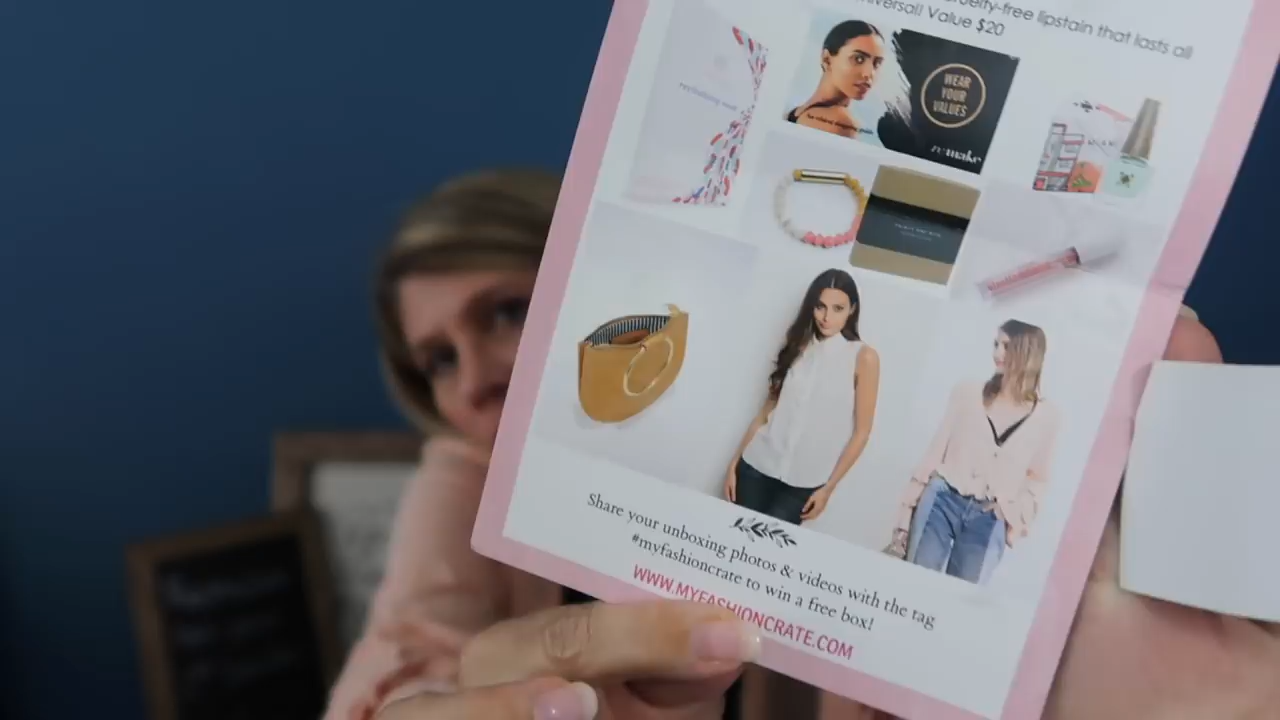 cruelty-free lipstain that lasts all
Value $20
WEAR
YOUR
VALUES
remake
Share your unboxing photos & videos with the tag
#myfashioncrate to win a free box!
WWW.MYFASHIONCRATE.COM